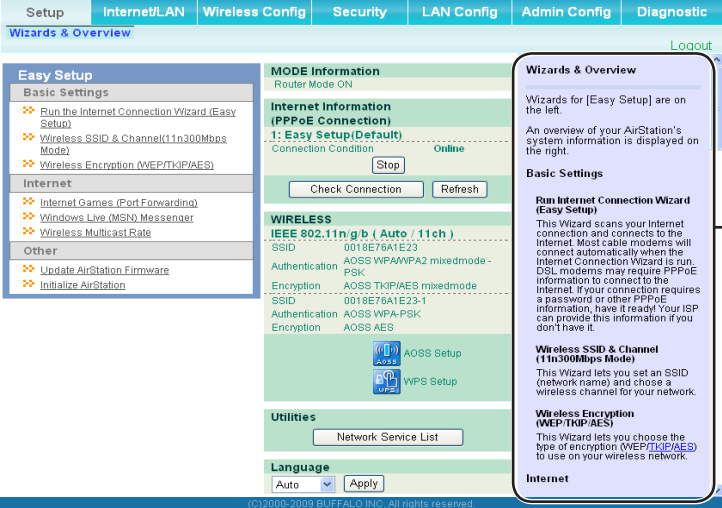 Setup
Internet/LAN
Wireless Config
Security
LAN Config
Admin Config
Diagnostic
Wizards & Overview
Logout
Easy Setup
Basic Settings
Run the Internet Connection Wizard (Easy
Setup)
Wireless SSID & Channel(11n300Mbps
Mode)
Wireless Encryption (WEP/TKIP/AES)
Internet
Internet Games (Port Forwarding)
Windows Live (MSN) Messenger
Wireless Multicast Rate
Other
Update AirStation Firmware
Initialize AirStation
MODE Information
Router Mode ON
Internet Information
(PPPoE Connection)
1: Easy Setup(Default)
Connection Condition Online
Stop
Check Connection Refresh
WIRELESS
IEEE 802.11n/g/b ( Auto / 11ch )
SSID 0018E76A1E23
Authentication AOSS WPA/WPA2 mixedmode -
PSK
Encryption AOSS TKIP/AES mixedmode
SSID 0018E76A1E23-1
Authentication AOSS WPA-PSK
Encryption AOSS AES
AOSS AOSS Setup
WPS WPS Setup
Utilities
Network Service List
Language
Auto Apply
Wizards & Overview
Wizards for [Easy Setup] are on
the left.
An overview of your AirStation's
system information is displayed on
the right.
Basic Settings
Run Internet Connection Wizard
(Easy Setup)
This Wizard scans your Internet
connection and connects to the
Internet. Most cable modems will
connect automatically when the
Internet Connection Wizard is run.
DSL modems may require PPPoE
information to connect to the
Internet. If your connection requires
a password or other PPPoE
information, have it ready! Your ISP
can provide this information if you
don't have it.
Wireless SSID & Channel
(11n300Mbps Mode)
This Wizard lets you set an SSID
(network name) and chose a
wireless channel for your network.
Wireless Encryption
(WEP/TKIP/AES)
This Wizard lets you choose the
type of encryption (WEP/TKIP/AES)
to use on your wireless network.
Internet
(C)2000-2009 BUFFALO INC. All rights reserved.